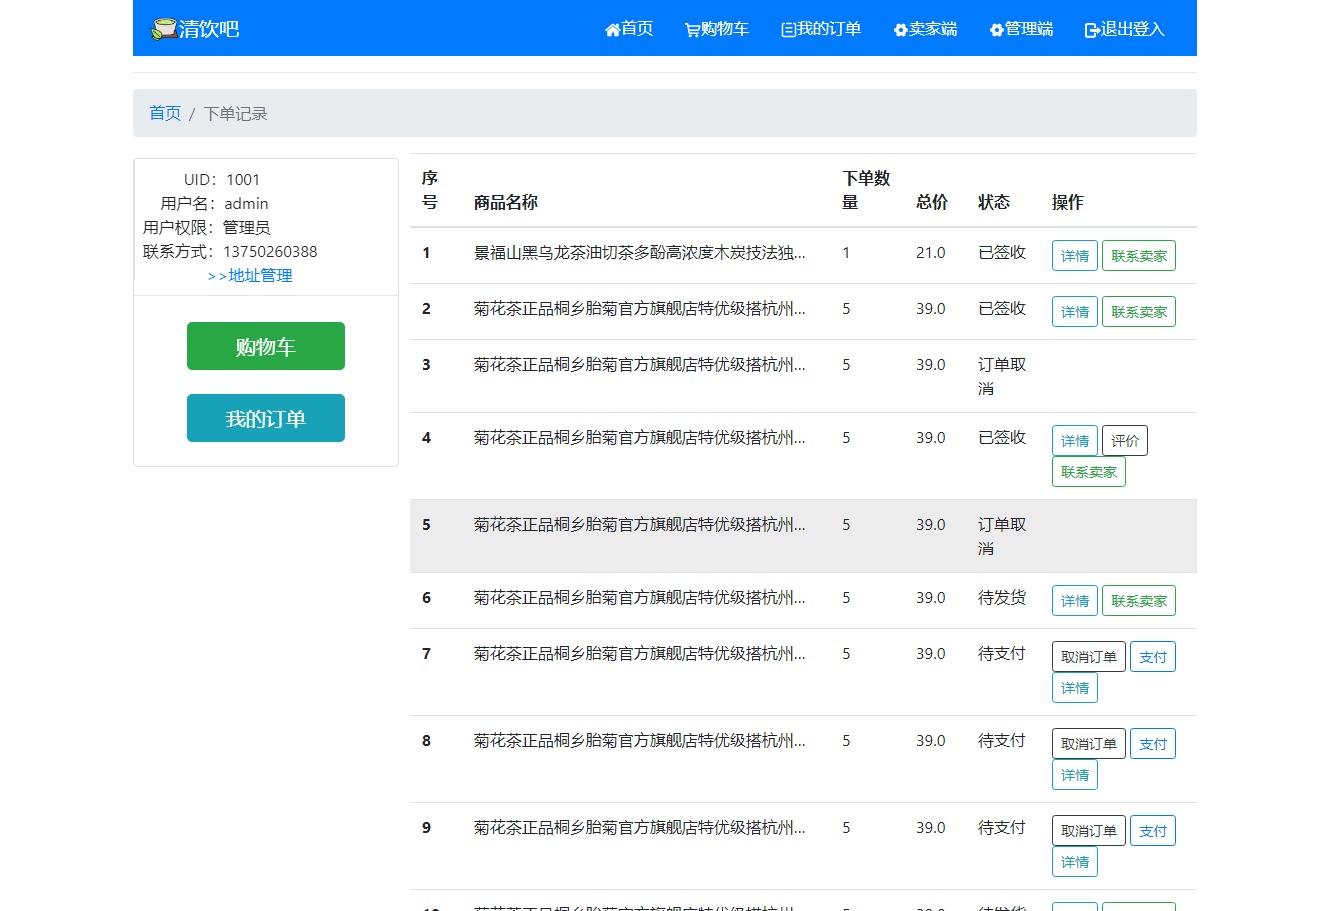 清饮吧 首页 购物车 我的订单 卖家端 管理端 退出登入
首页 / 下单记录
UID：1001
用户名：admin
用户权限：管理员
联系方式：13750260388
>>地址管理
购物车
我的订单
序号 商品名称 下单数量 总价 状态 操作
1 景福山黑乌龙茶油切茶多酚高浓度木炭技法独... 1 21.0 已签收 详情 联系卖家
2 菊花茶正品桐乡胎菊官方旗舰店特优级搭杭州... 5 39.0 已签收 详情 联系卖家
3 菊花茶正品桐乡胎菊官方旗舰店特优级搭杭州... 5 39.0 订单取消
4 菊花茶正品桐乡胎菊官方旗舰店特优级搭杭州... 5 39.0 已签收 详情 评价
联系卖家
5 菊花茶正品桐乡胎菊官方旗舰店特优级搭杭州... 5 39.0 订单取消
6 菊花茶正品桐乡胎菊官方旗舰店特优级搭杭州... 5 39.0 待发货 详情 联系卖家
7 菊花茶正品桐乡胎菊官方旗舰店特优级搭杭州... 5 39.0 待支付 取消订单 支付
详情
8 菊花茶正品桐乡胎菊官方旗舰店特优级搭杭州... 5 39.0 待支付 取消订单 支付
详情
9 菊花茶正品桐乡胎菊官方旗舰店特优级搭杭州... 5 39.0 待支付 取消订单 支付
详情